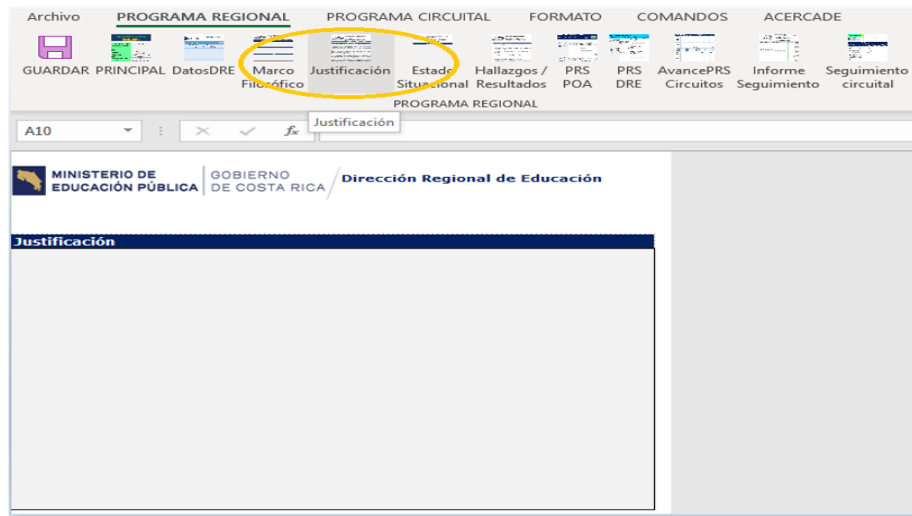 Archivo PROGRAMA REGIONAL PROGRAMA CIRCUITAL FORMATO COMANDOS ACERCADE
GUARDAR PRINCIPAL DatosDRE Marco Justificación Estado Hallazgos / PRS PRS AvancePRS Informe Seguimiento
Filosófico Situacional Resultados POA DRE Circuitos Seguimiento circuital
PROGRAMA REGIONAL
A10 fx
Justificación
MINISTERIO DE GOBIERNO
EDUCACIÓN PÚBLICA DE COSTA RICA
Dirección Regional de Educación
Justificación